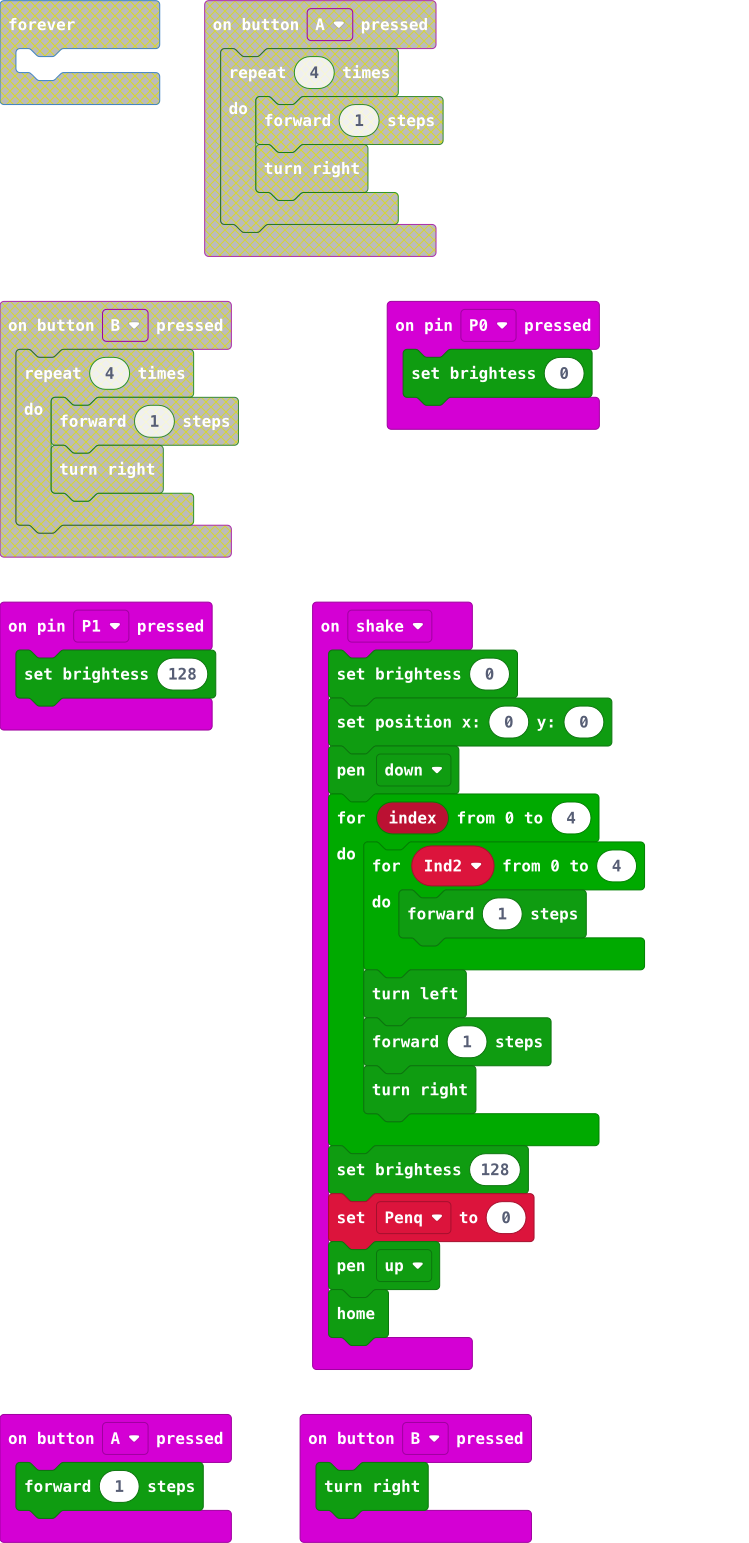 forever
on button A pressed
repeat 4 times
do
forward 1 steps
turn right
on button B pressed
repeat 4 times
do
forward 1 steps
turn right
on pin P0 pressed
set brightess 0
on pin P1 pressed
set brightess 128
on shake
set brightess 0
set position x: 0 y: 0
pen down
for index from 0 to 4
do
for Ind2 from 0 to 4
do
forward 1 steps
turn left
forward 1 steps
turn right
set brightess 128
set Penq to 0
pen up
home
on button A pressed
forward 1 steps
on button B pressed
turn right